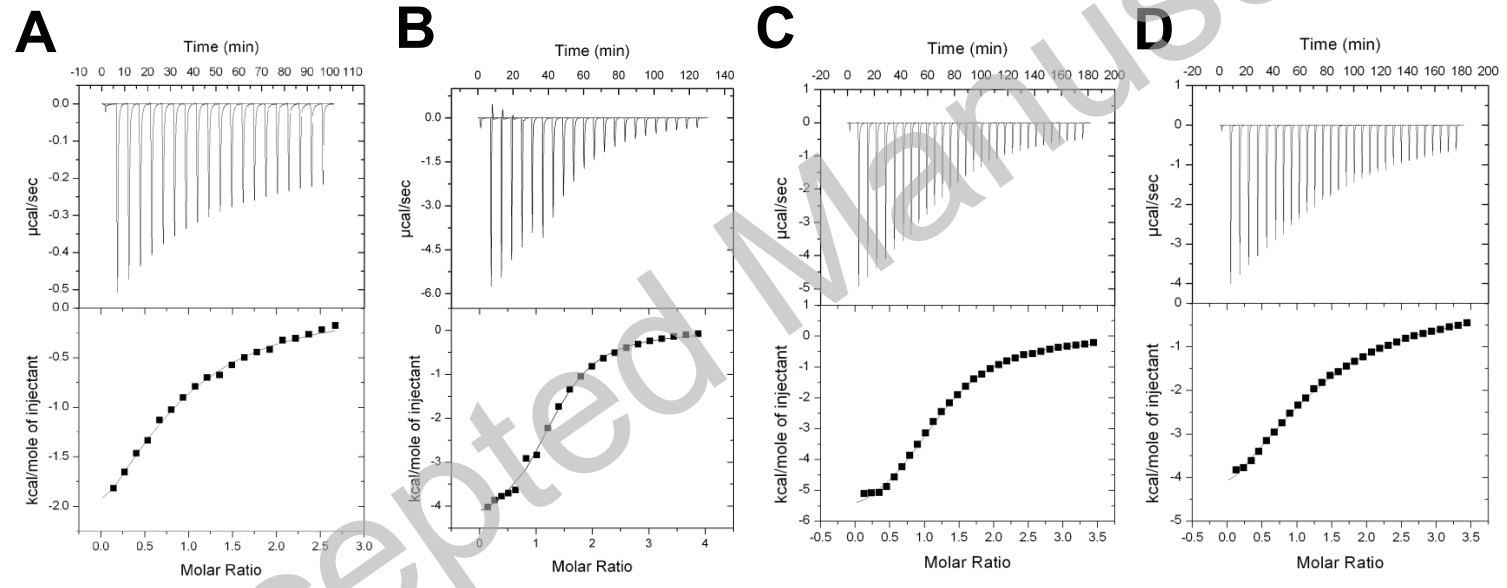 A
Time (min)
-10 0 10 20 30 40 50 60 70 80 90 100 110
0.0
-0.1
-0.2
-0.3
-0.4
-0.5
µcal/sec
0.0
-0.5
-1.0
-1.5
-2.0
kcal/mole of injectant
0.0 0.5 1.0 1.5 2.0 2.5 3.0
Molar Ratio
B
Time (min)
0 20 40 60 80 100 120 140
0.0
-1.5
-3.0
-4.5
-6.0
µcal/sec
0
-1
-2
-3
-4
kcal/mole of injectant
0 1 2 3 4
Molar Ratio
C
Time (min)
-20 0 20 40 60 80 100 120 140 160 180 200
1
0
-1
-2
-3
-4
-5
µcal/sec
1
0
-1
-2
-3
-4
-5
-6
kcal/mole of injectant
-0.5 0.0 0.5 1.0 1.5 2.0 2.5 3.0 3.5
Molar Ratio
D
Time (min)
-20 0 20 40 60 80 100 120 140 160 180 200
1
0
-1
-2
-3
-4
µcal/sec
0
-1
-2
-3
-4
-5
kcal/mole of injectant
-0.5 0.0 0.5 1.0 1.5 2.0 2.5 3.0 3.5
Molar Ratio
cepted Manus